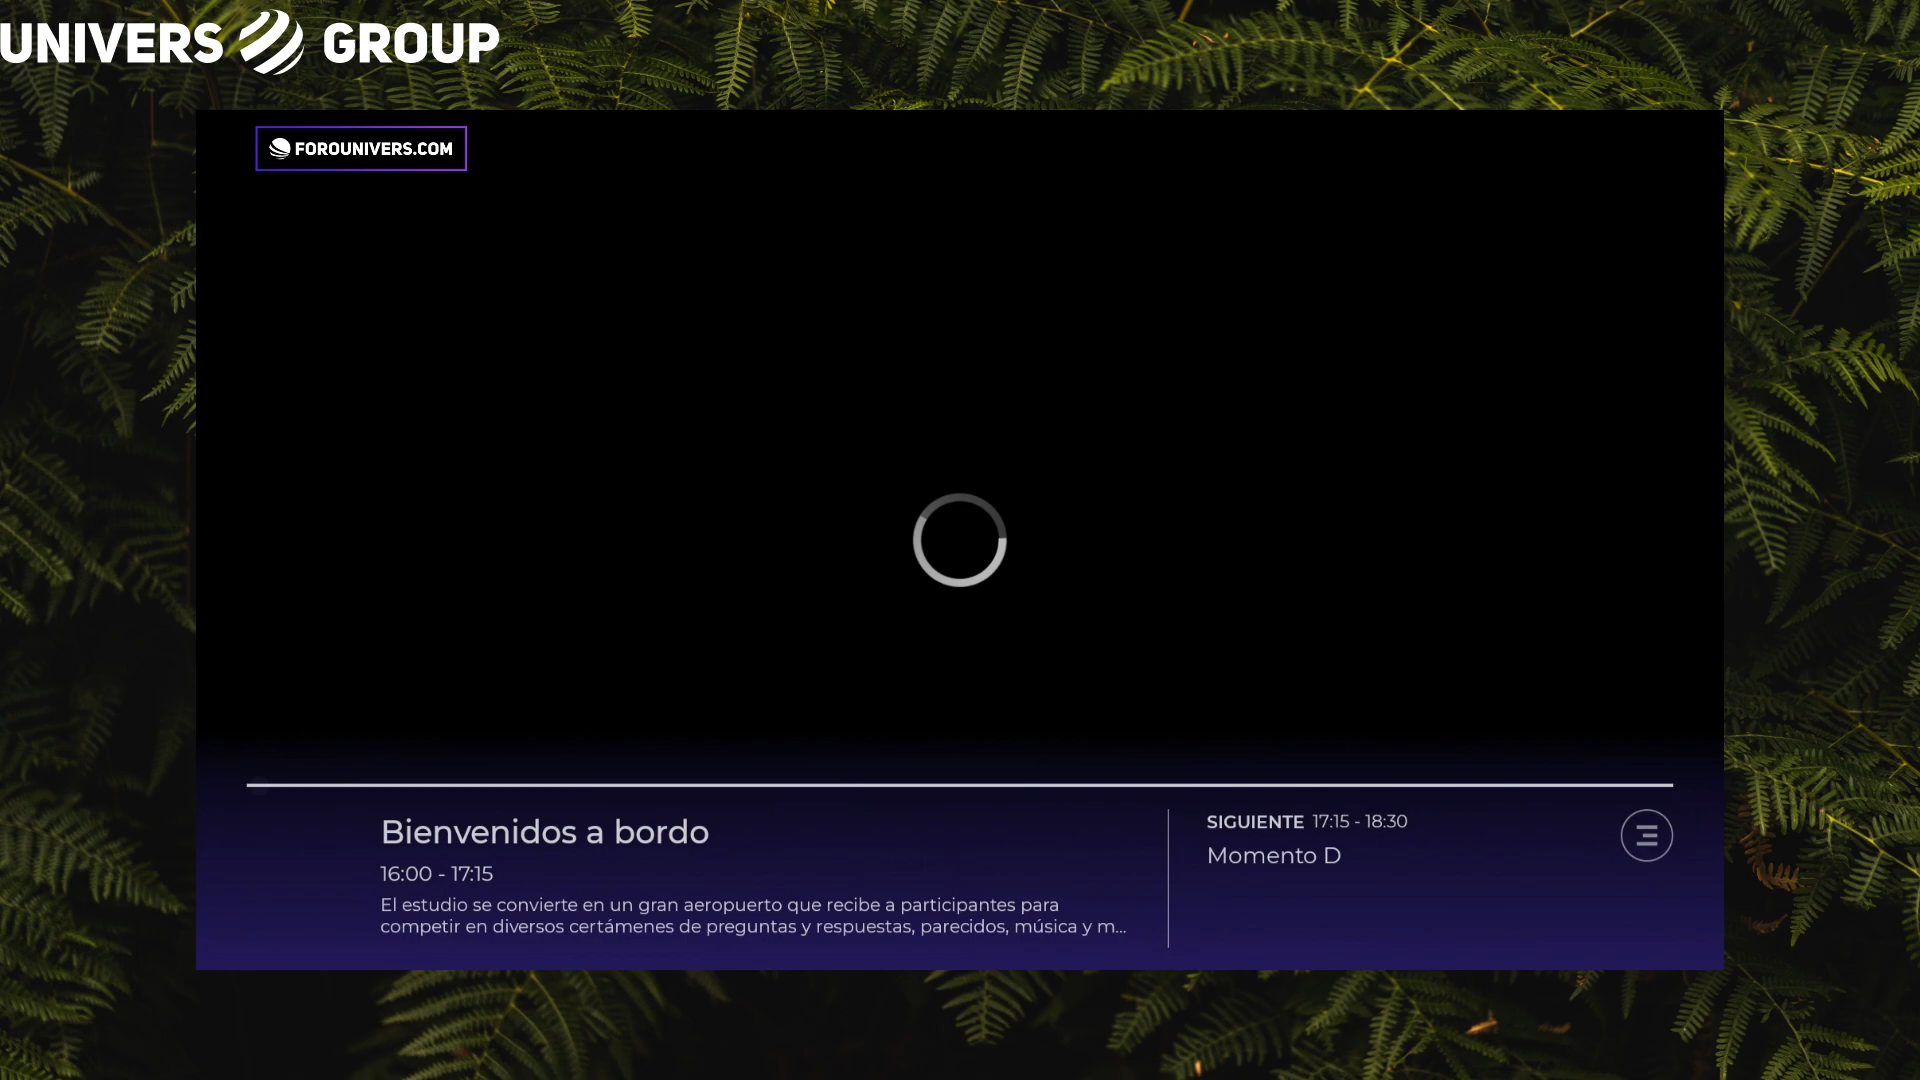 UNIVERS GROUP
FOROUNIVERS.COM
Bienvenidos a bordo
16:00 - 17:15
El estudio se convierte en un gran aeropuerto que recibe a participantes para
competir en diversos certámenes de preguntas y respuestas, parecidos, música y m...
SIGUIENTE 17:15 - 18:30
Momento D